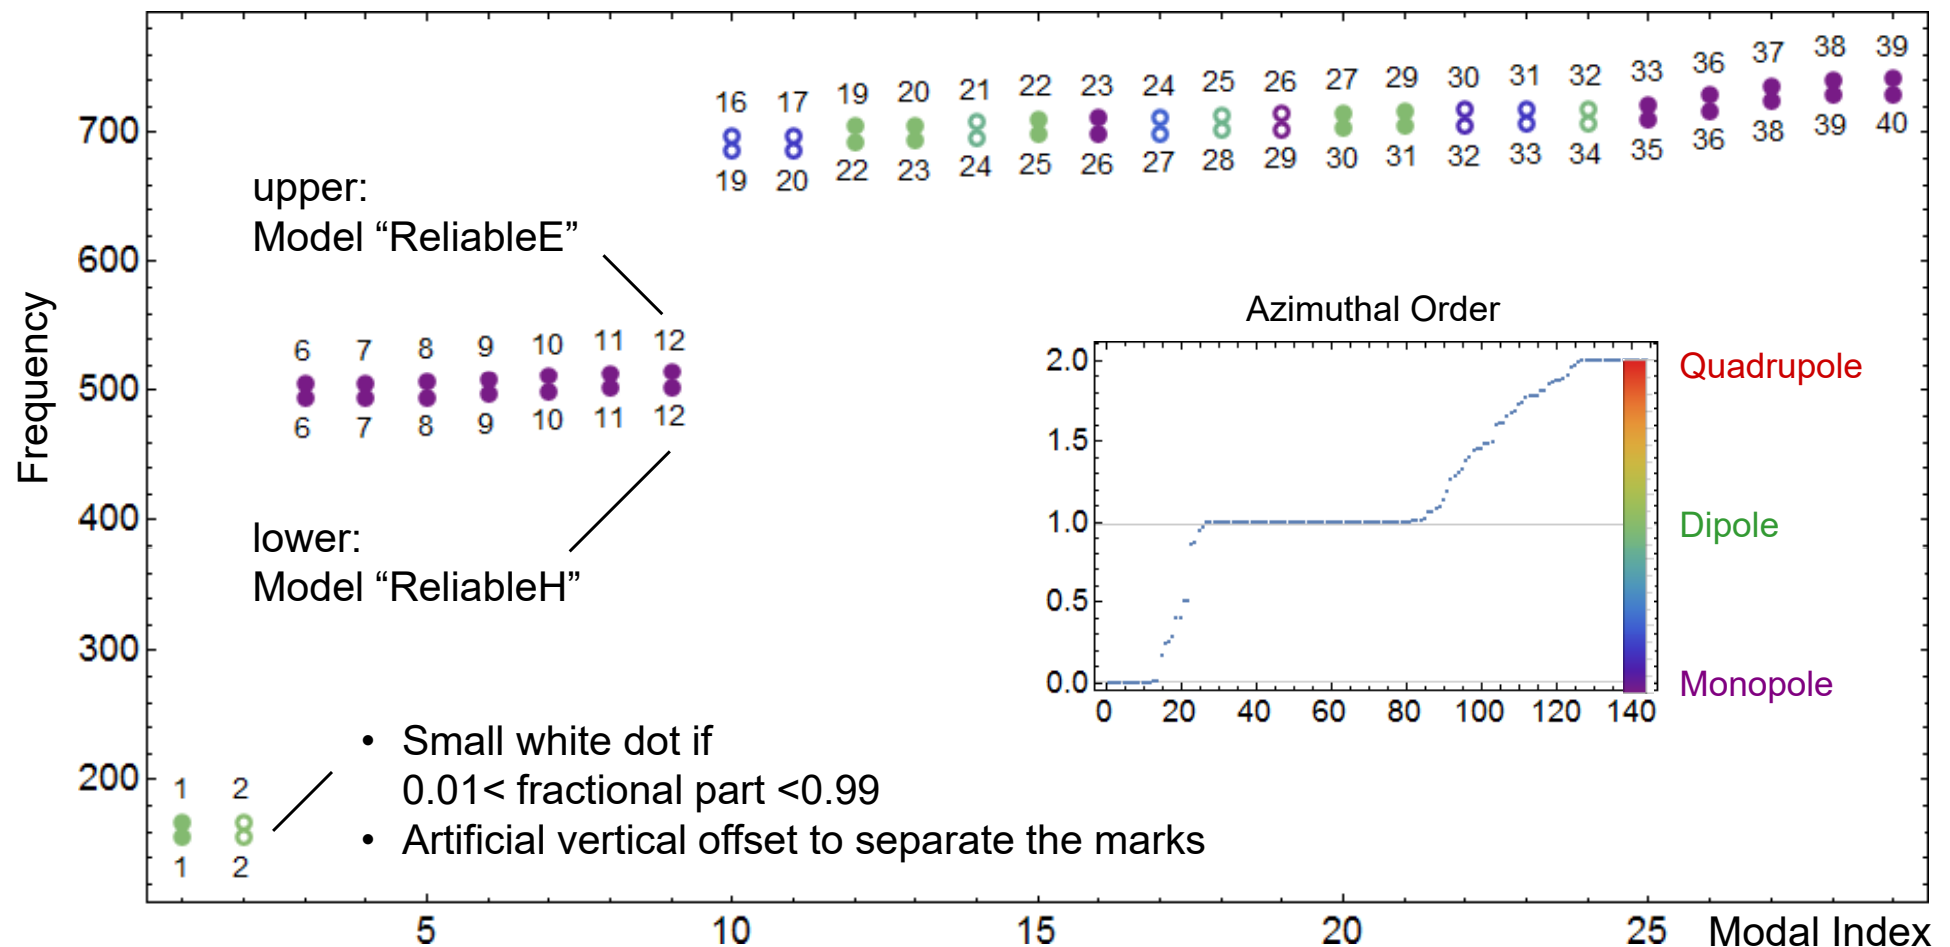 16 17 19 20 21 22 23 24 25 26 27 29 30 31 32 33 36 37 38 39
700
19 20 22 23 24 25 26 27 28 29 30 31 32 33 34 35 36 38 39 40
upper:
Model “ReliableE”
600
Frequency
6 7 8 9 10 11 12
500
6 7 8 9 10 11 12
400
lower:
Model “ReliableH”
300
200
1 2
1 2
• Small white dot if
0.01< fractional part <0.99
• Artificial vertical offset to separate the marks
Azimuthal Order
2.0
Quadrupole
1.5
1.0
Dipole
0.5
0.0
Monopole
0 20 40 60 80 100 120 140
5 10 15 20 25 Modal Index